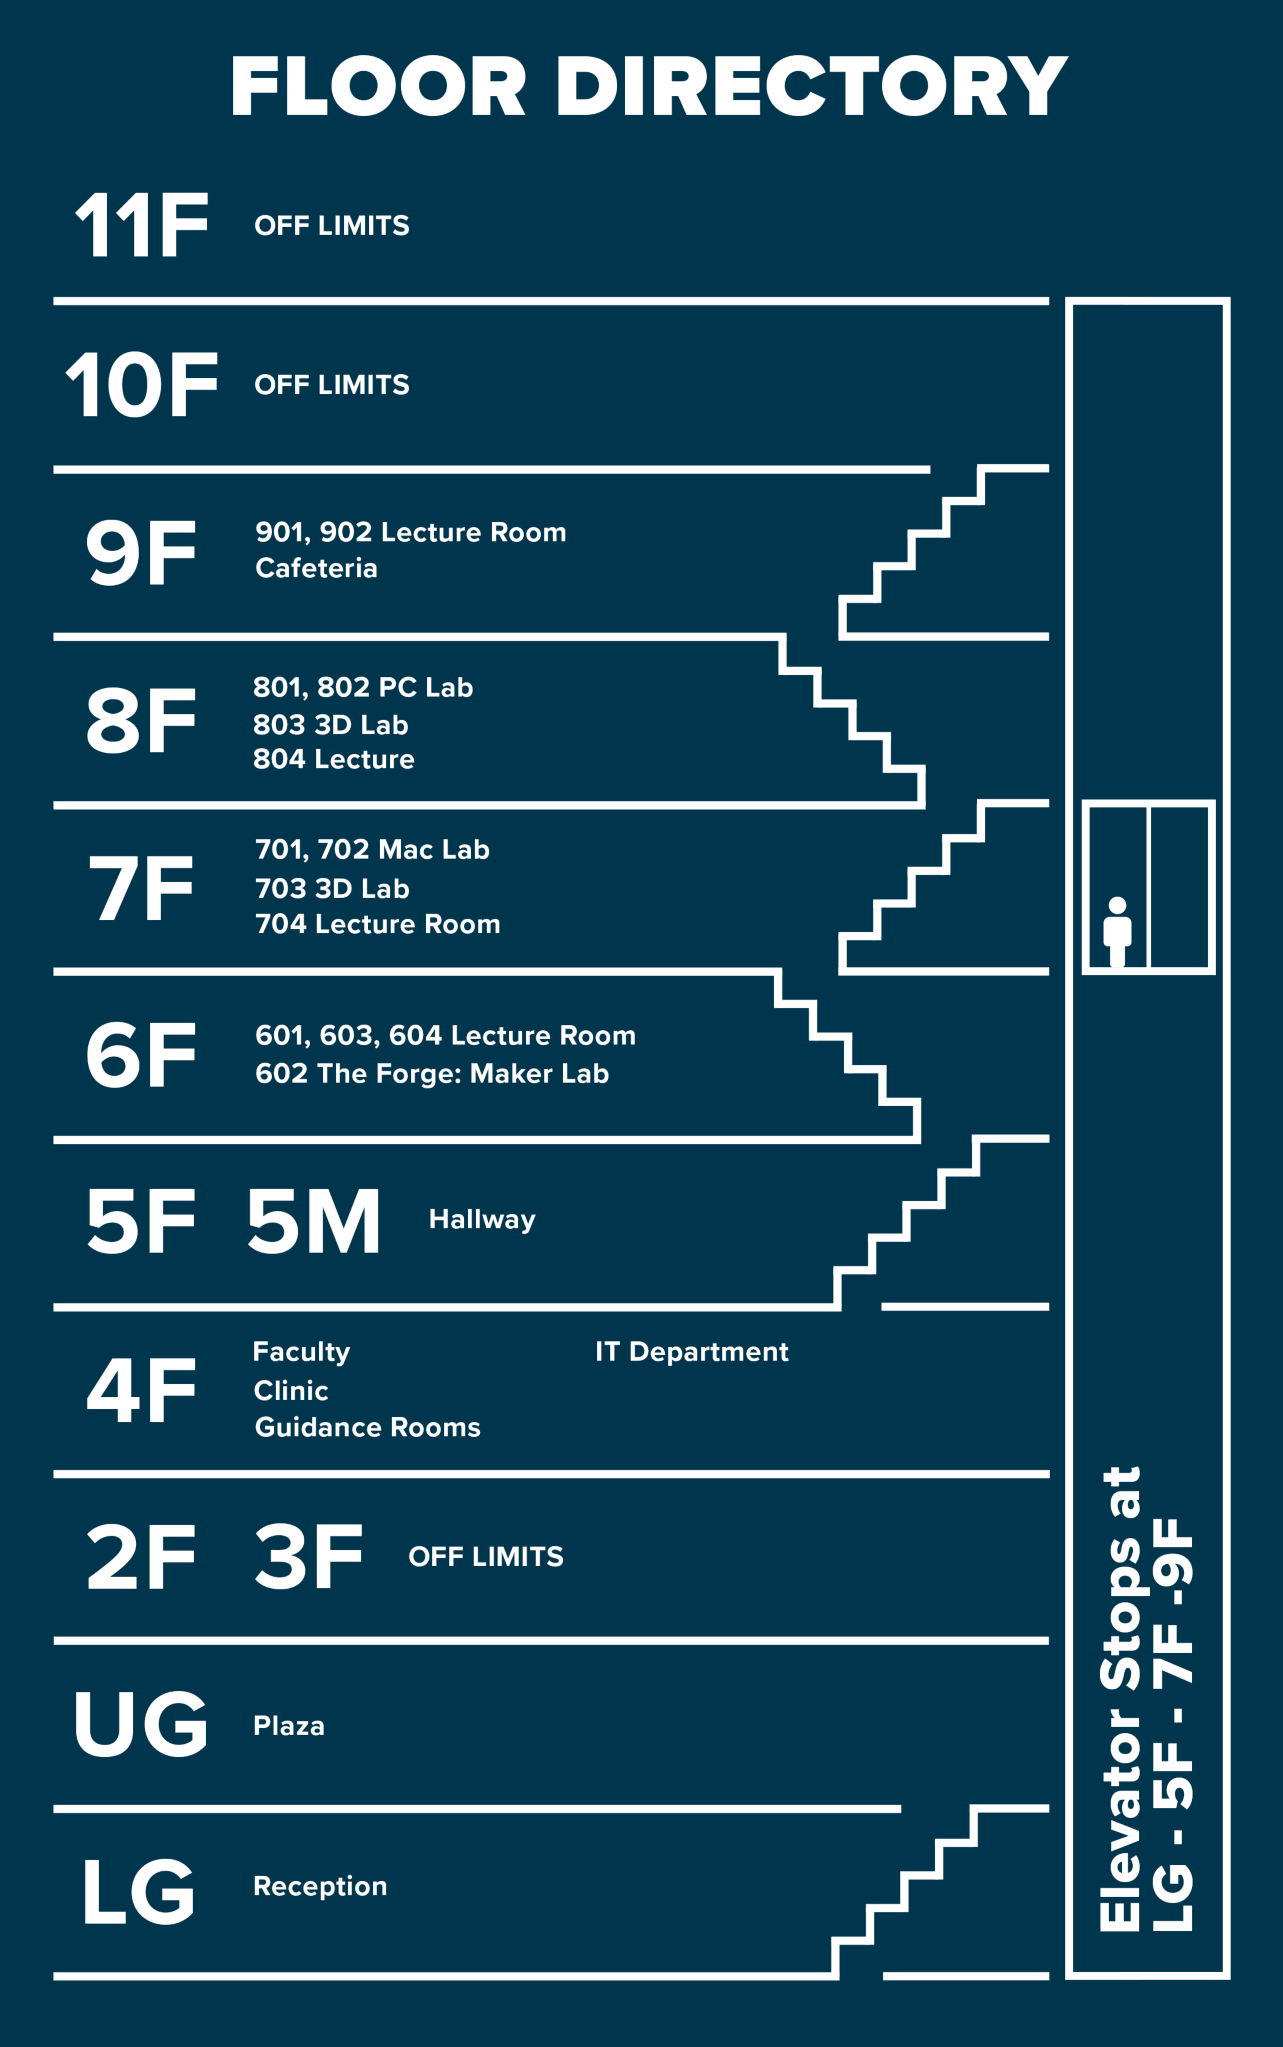 FLOOR DIRECTORY
11F OFF LIMITS
10F OFF LIMITS
9F
901, 902 Lecture Room
Cafeteria
8F
801, 802 PC Lab
803 3D Lab
804 Lecture
7F
701, 702 Mac Lab
703 3D Lab
704 Lecture Room
6F
601, 603, 604 Lecture Room
602 The Forge: Maker Lab
5F 5M Hallway
4F
Faculty
Clinic
Guidance Rooms
IT Department
2F 3F OFF LIMITS
UG Plaza
LG Reception
Elevator Stops at
LG - 5F - 7F -9F